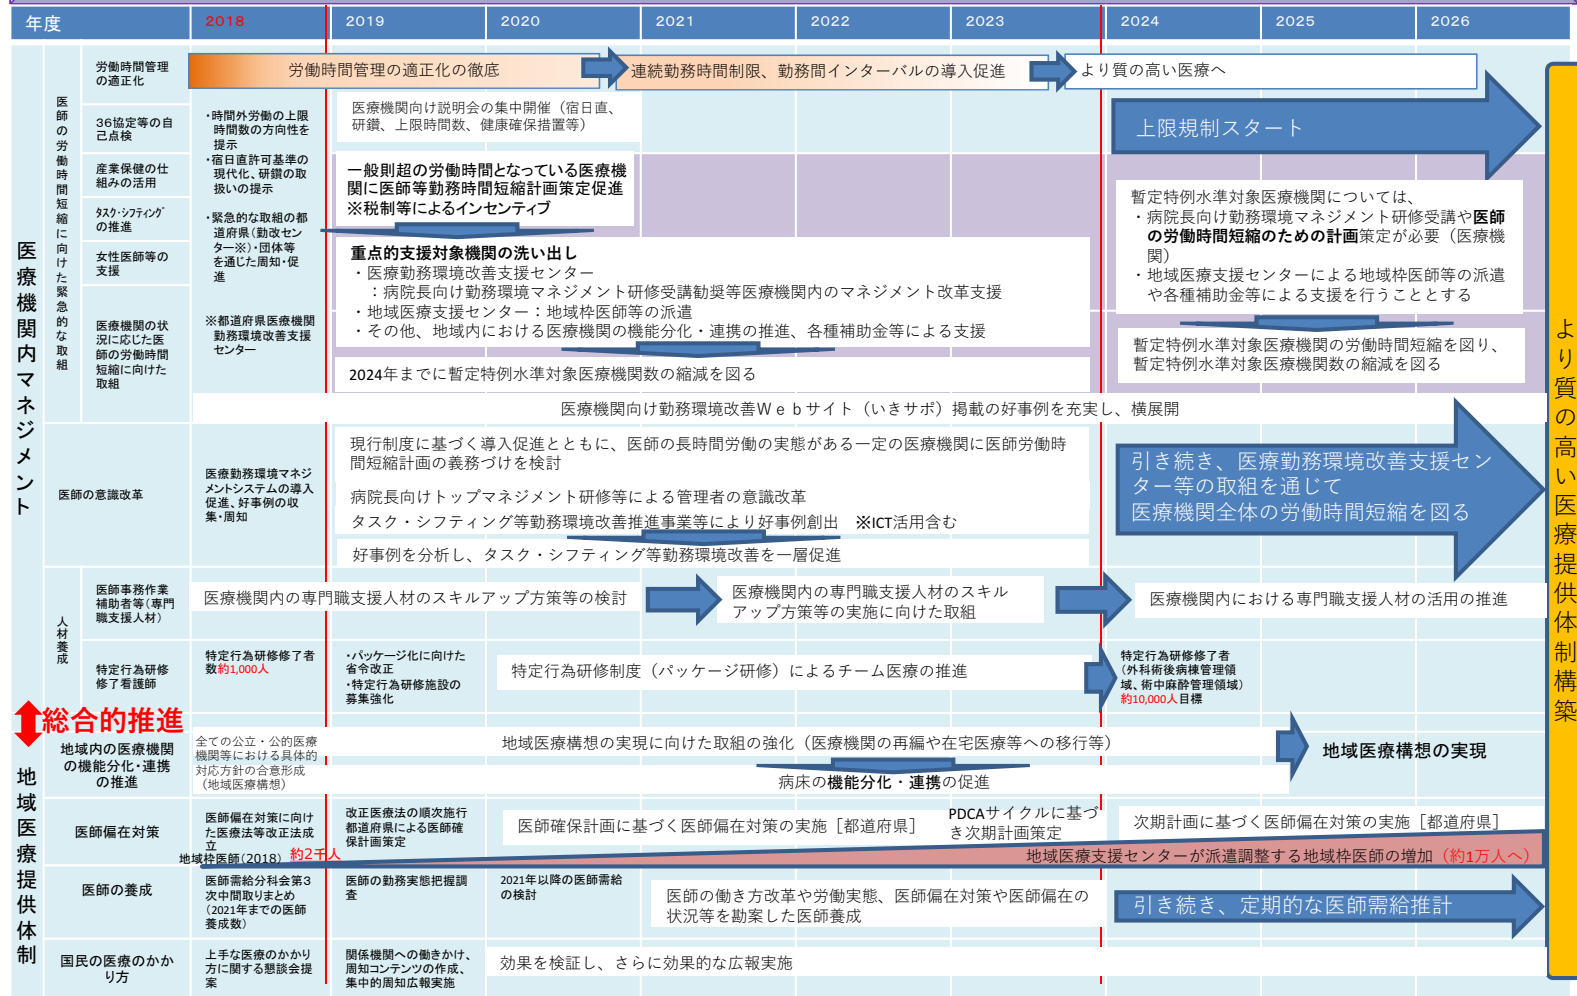 年度
2018
2019
2020
2021
2022
2023
2024
2025
2026
医療機関内マネジメント
医師の労働時間短縮に向けた緊急的な取組
労働時間管理
の適正化
36協定等の自
己点検
産業保健の仕
組みの活用
ﾀｽｸ・ｼﾌﾃｨﾝｸﾞ
の推進
女性医師等の
支援
医療機関の状
況に応じた医
師の労働時間
短縮に向けた
取組
労働時間管理の適正化の徹底
連続勤務時間制限、勤務間インターバルの導入促進
より質の高い医療へ
・時間外労働の上限
時間数の方向性を
提示
・宿日直許可基準の
現代化、研鑽の取
扱いの提示
・緊急的な取組の都
道府県（勤改セン
ター※）・団体等
を通じた周知・促
進
※都道府県医療機関
勤務環境改善支援
センター
医療機関向け説明会の集中開催（宿日直、
研鑽、上限時間数、健康確保措置等）
一般則超の労働時間となっている医療機
関に医師等勤務時間短縮計画策定促進
※税制等によるインセンティブ
重点的支援対象機関の洗い出し
・医療勤務環境改善支援センター
：病院長向け勤務環境マネジメント研修受講勧奨等医療機関内のマネジメント改革支援
・地域医療支援センター：地域枠医師等の派遣
・その他、地域内における医療機関の機能分化・連携の推進、各種補助金等による支援
2024年までに暫定特例水準対象医療機関数の縮減を図る
上限規制スタート
暫定特例水準対象医療機関については、
・病院長向け勤務環境マネジメント研修受講や医師
の労働時間短縮のための計画策定が必要（医療機
関）
・地域医療支援センターによる地域枠医師等の派遣
や各種補助金等による支援を行うこととする
暫定特例水準対象医療機関の労働時間短縮を図り、
暫定特例水準対象医療機関数の縮減を図る
医療機関向け勤務環境改善Ｗｅｂサイト（いきサポ）掲載の好事例を充実し、横展開
医師の意識改革
医療勤務環境マネジ
メントシステムの導入
促進、好事例の収
集・周知
現行制度に基づく導入促進とともに、医師の長時間労働の実態がある一定の医療機関に医師労働時
間短縮計画の義務づけを検討
病院長向けトップマネジメント研修等による管理者の意識改革
タスク・シフティング等勤務環境改善推進事業等により好事例創出　※ICT活用含む
好事例を分析し、タスク・シフティング等勤務環境改善を一層促進
引き続き、医療勤務環境改善支援セン
ター等の取組を通じて
医療機関全体の労働時間短縮を図る
人材養成
医師事務作業
補助者等（専門
職支援人材）
医療機関内の専門職支援人材のスキルアップ方策等の検討
医療機関内の専門職支援人材のスキル
アップ方策等の実施に向けた取組
医療機関内における専門職支援人材の活用の推進
特定行為研修
修了看護師
特定行為研修修了者
数約1,000人
・パッケージ化に向けた
省令改正
・特定行為研修施設の
募集強化
特定行為研修制度（パッケージ研修）によるチーム医療の推進
特定行為研修修了者
（外科術後病棟管理領
域、術中麻酔管理領域）
約10,000人目標
総合的推進
地域医療提供体制
地域内の医療機関
の機能分化・連携
の推進
全ての公立・公的医療
機関等における具体的
対応方針の合意形成
（地域医療構想）
地域医療構想の実現に向けた取組の強化（医療機関の再編や在宅医療等への移行等）
病床の機能分化・連携の促進
地域医療構想の実現
医師偏在対策
医師偏在対策に向け
た医療法等改正法成
立
地域枠医師（2018）約2千人
改正医療法の順次施行
都道府県による医師確
保計画策定
医師確保計画に基づく医師偏在対策の実施［都道府県］
PDCAサイクルに基づ
き次期計画策定
次期計画に基づく医師偏在対策の実施［都道府県］
地域医療支援センターが派遣調整する地域枠医師の増加（約1万人へ）
医師の養成
医師需給分科会第３
次中間取りまとめ
（2021年までの医師
養成数）
医師の勤務実態把握調
査
2021年以降の医師需給
の検討
医師の働き方改革や労働実態、医師偏在対策や医師偏在の
状況等を勘案した医師養成
引き続き、定期的な医師需給推計
国民の医療のかか
り方
上手な医療のかかり
方に関する懇談会提
案
関係機関への働きかけ、
周知コンテンツの作成、
集中的周知広報実施
効果を検証し、さらに効果的な広報実施
より質の高い医療提供体制構築